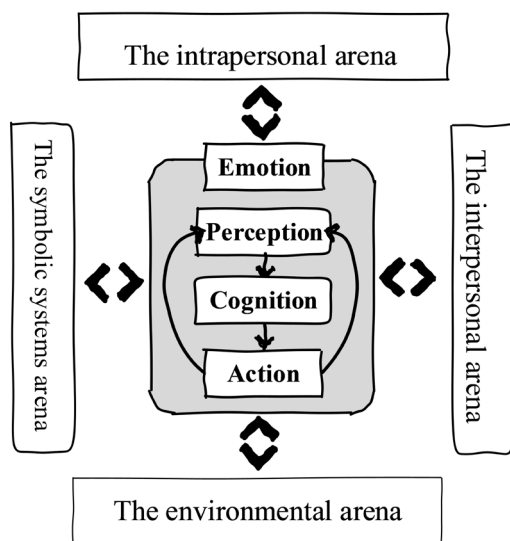 The intrapersonal arena
The symbolic systems arena
Emotion
Perception
Cognition
Action
The interpersonal arena
The environmental arena